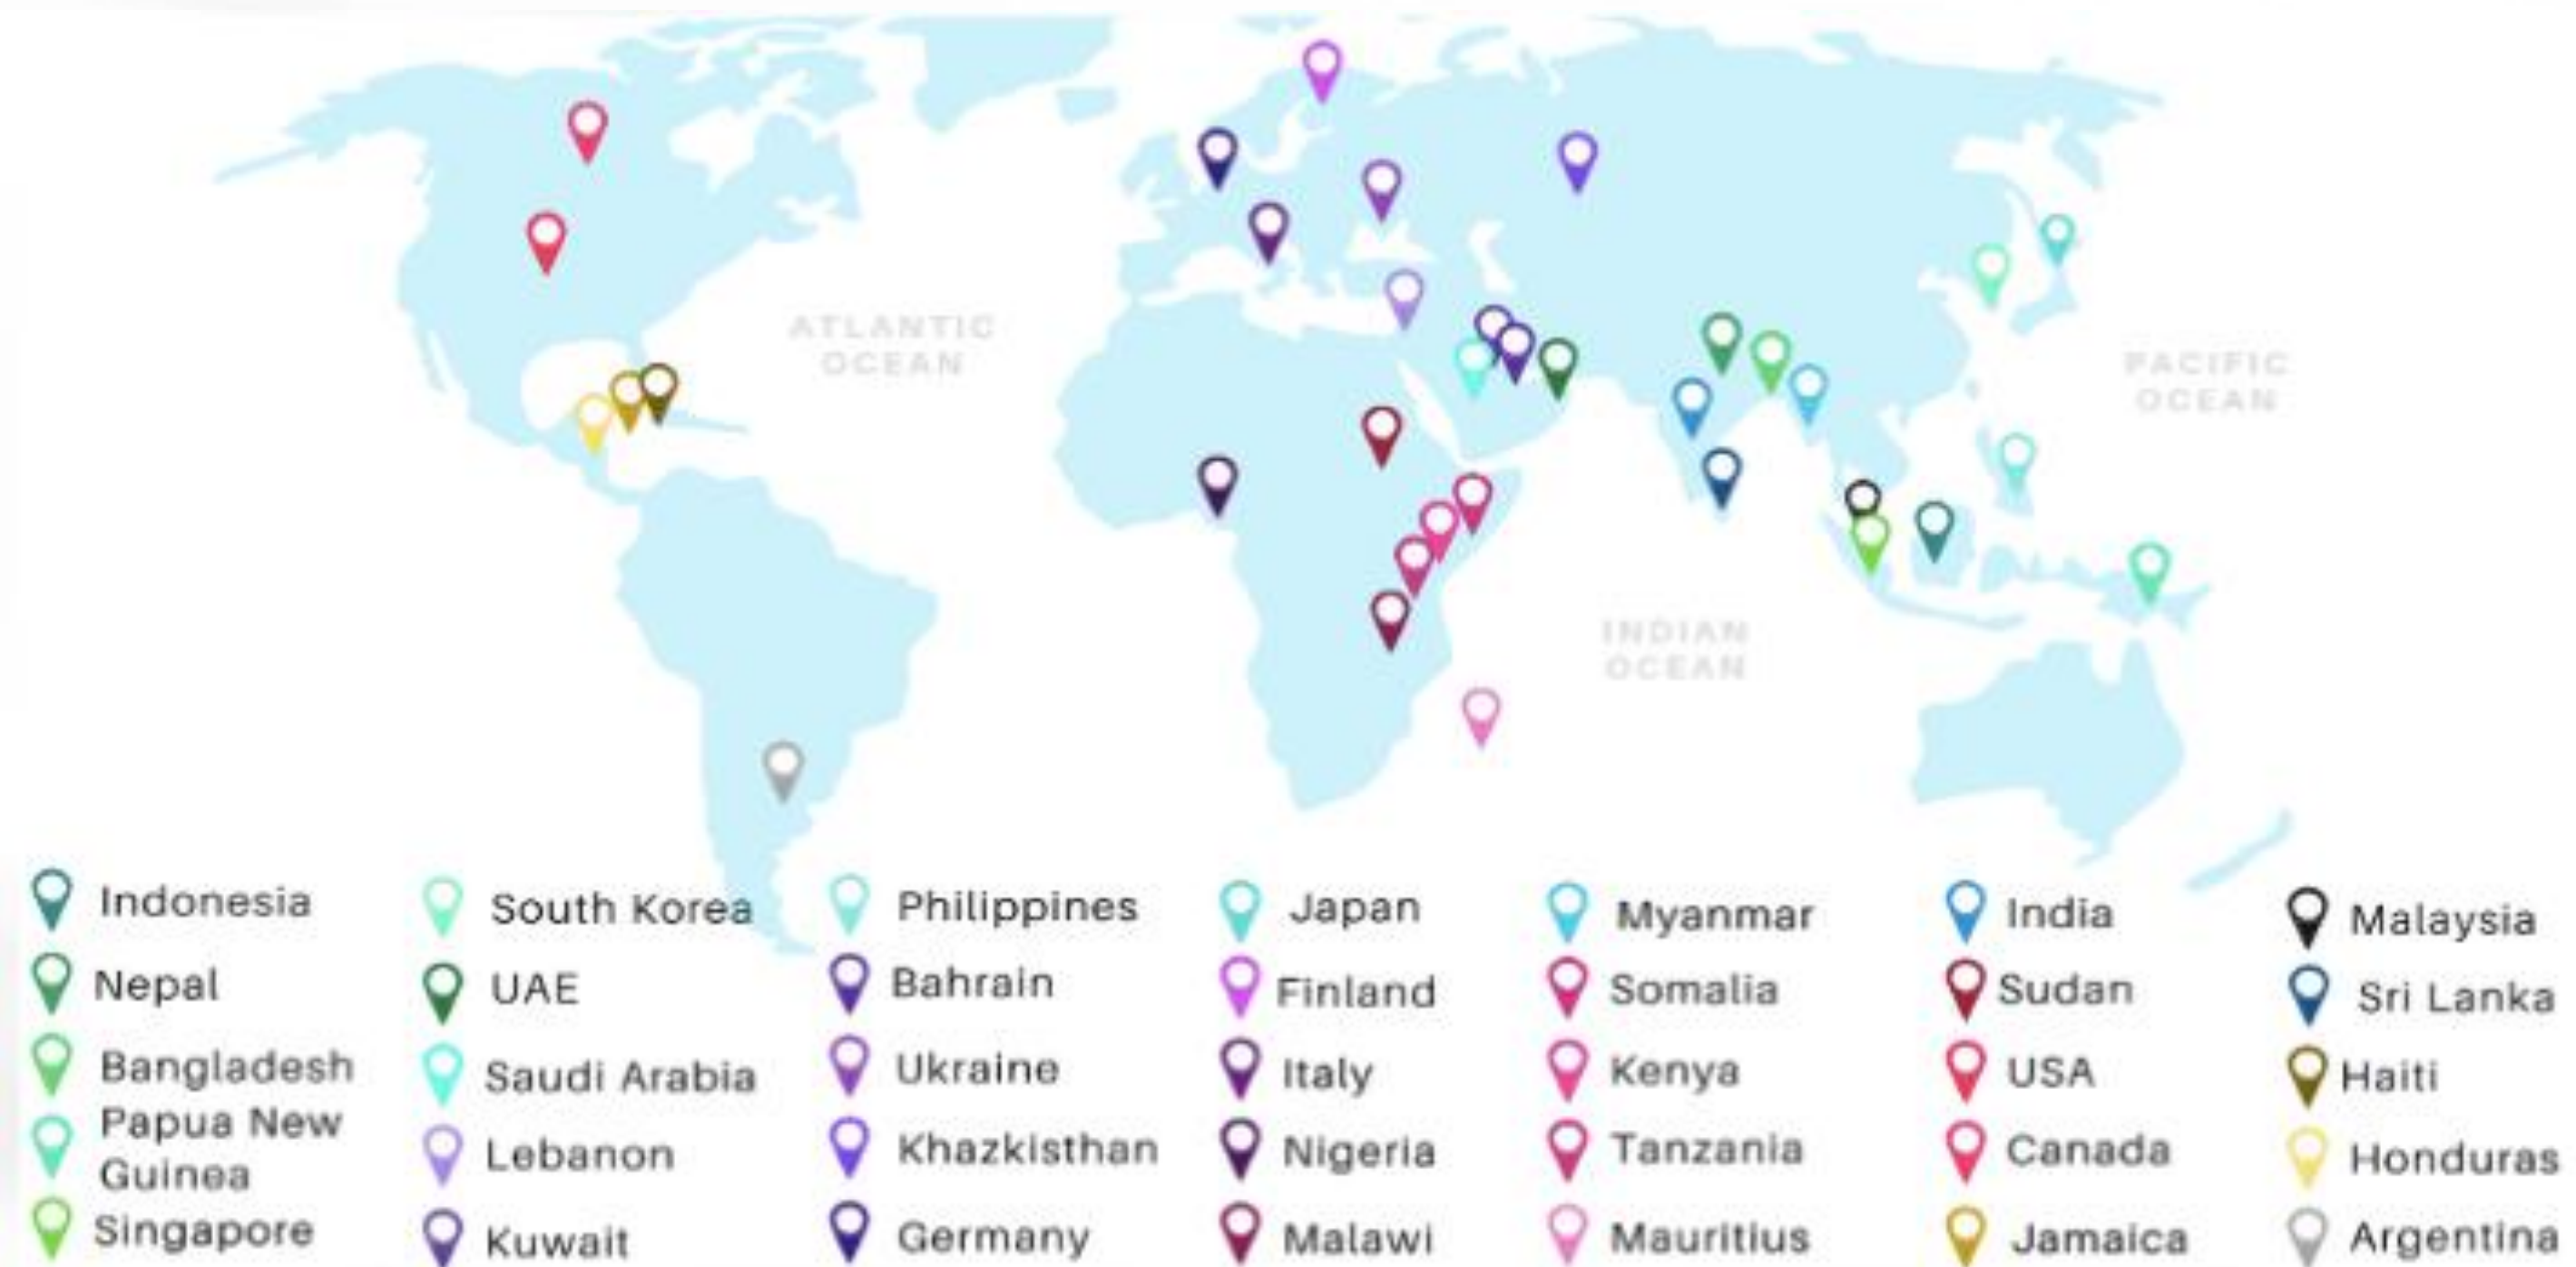 ATLANTIC
OCEAN
PACIFIC
OCEAN
INDIAN
OCEAN
Indonesia
Nepal
Bangladesh
Papua New
Guinea
Singapore
South Korea
UAE
Saudi Arabia
Lebanon
Kuwait
Philippines
Bahrain
Ukraine
Khazkisthan
Germany
Japan
Finland
Italy
Nigeria
Malawi
Myanmar
Somalia
Kenya
Tanzania
Mauritius
India
Sudan
USA
Canada
Jamaica
Malaysia
Sri Lanka
Haiti
Honduras
Argentina